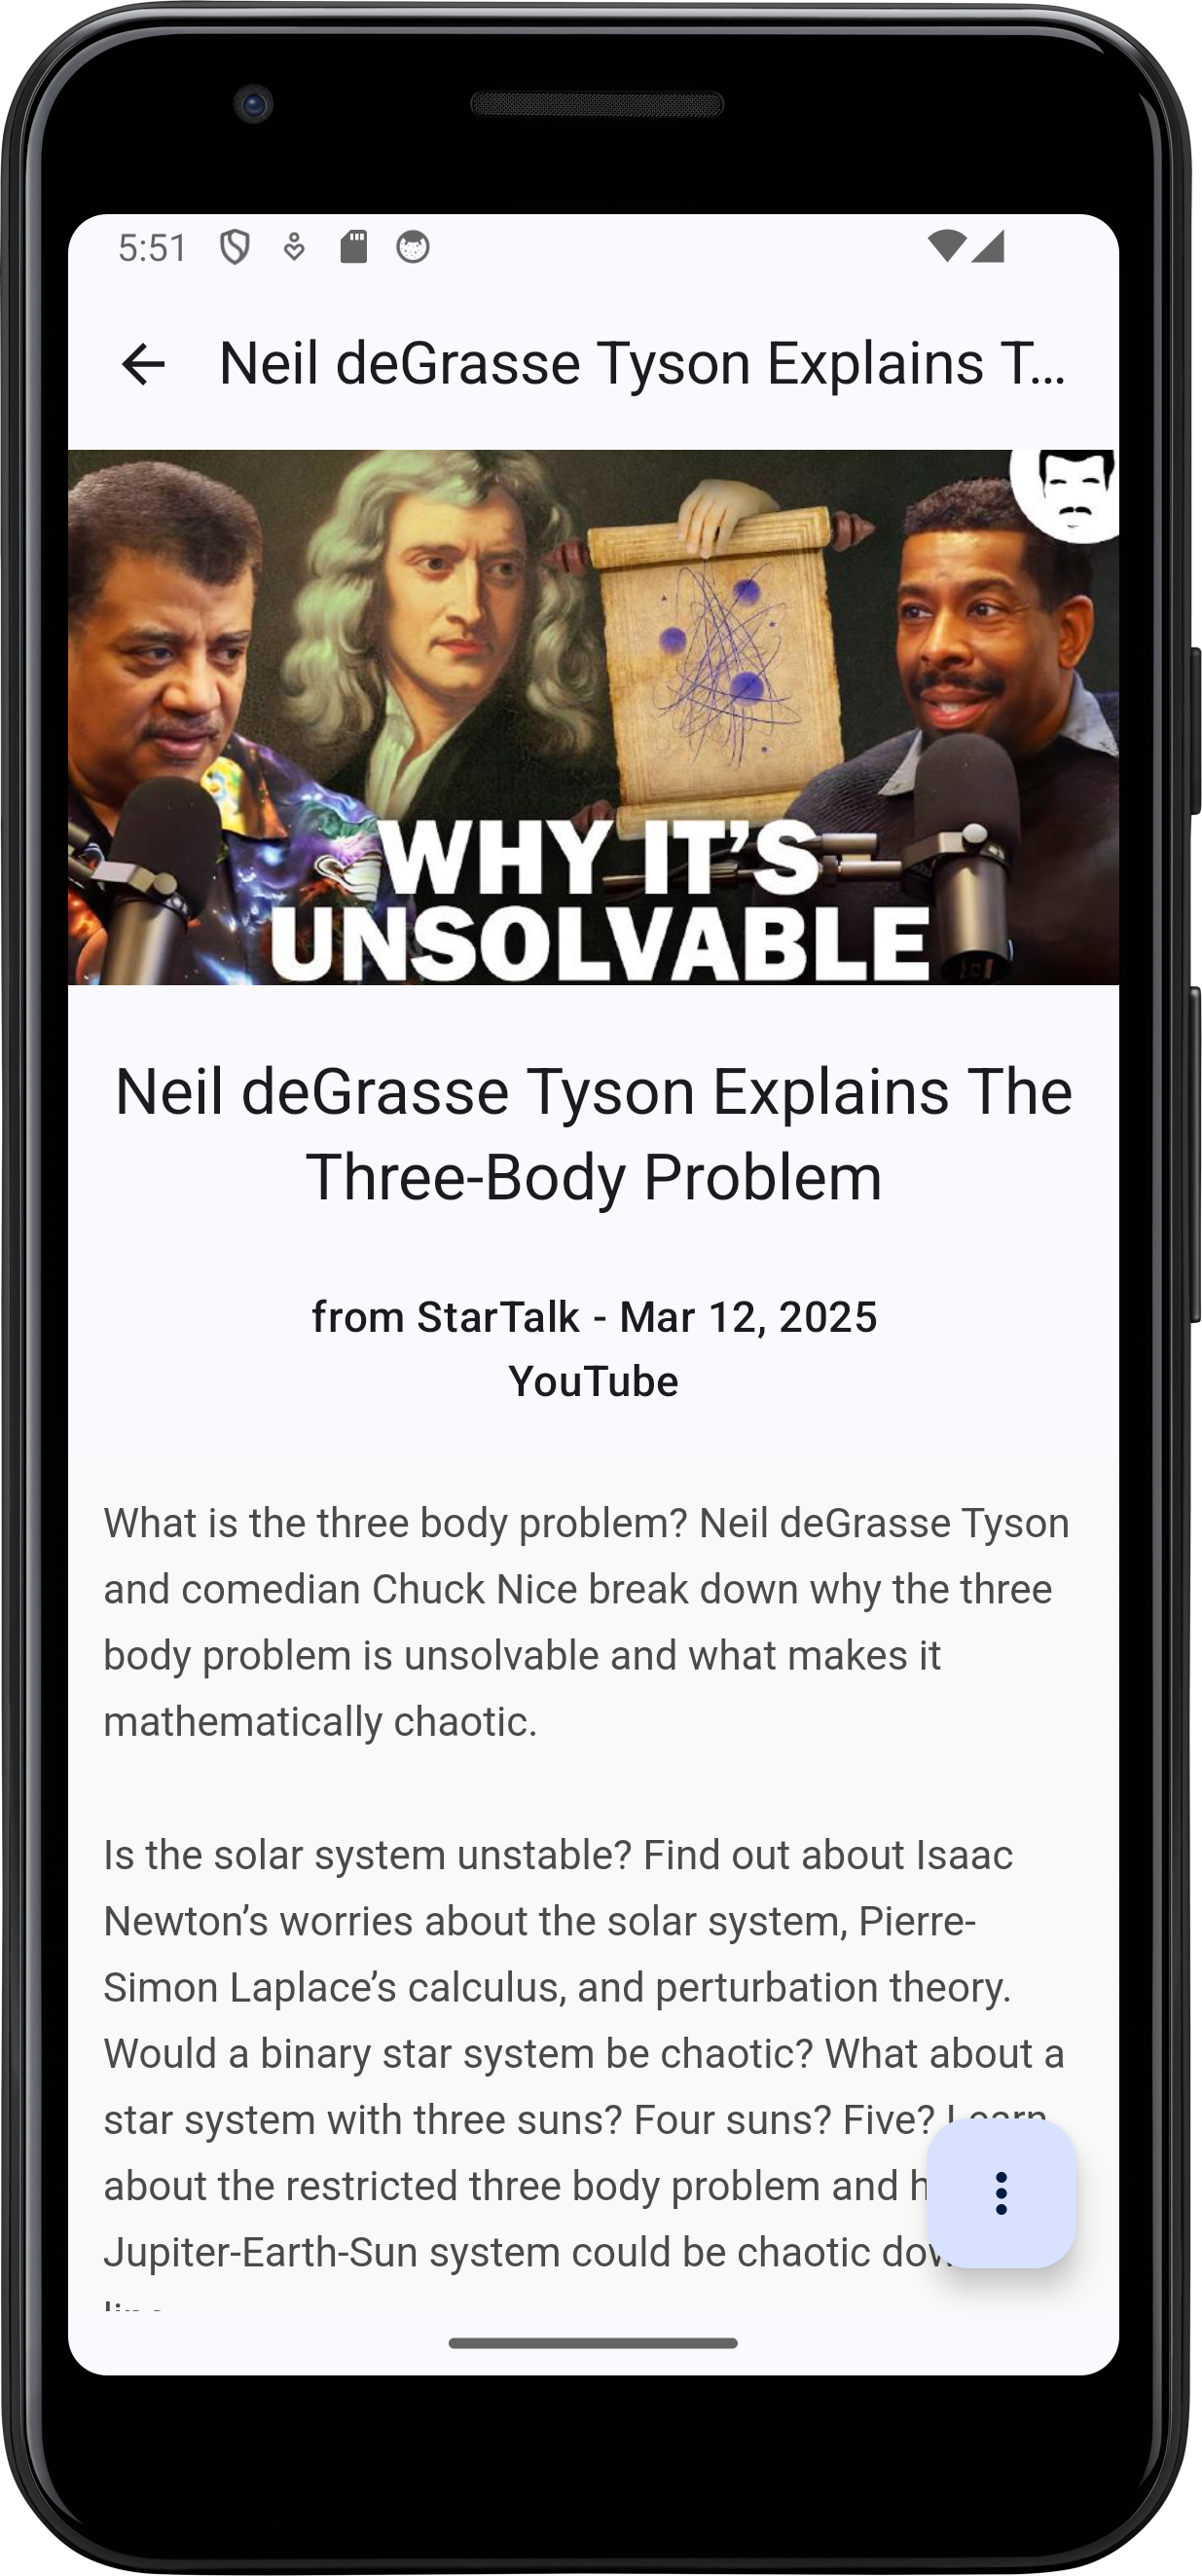 5:51
Neil deGrasse Tyson Explains T...
WHY IT'S
UNSOLVABLE
Neil deGrasse Tyson Explains The
Three-Body Problem
from StarTalk - Mar 12, 2025
YouTube
What is the three body problem? Neil deGrasse Tyson
and comedian Chuck Nice break down why the three
body problem is unsolvable and what makes it
mathematically chaotic.
Is the solar system unstable? Find out about Isaac
Newton’s worries about the solar system, Pierre-
Simon Laplace’s calculus, and perturbation theory.
Would a binary star system be chaotic? What about a
star system with three suns? Four suns? Five? Learn
about the restricted three body problem and
Jupiter-Earth-Sun system could be chaotic